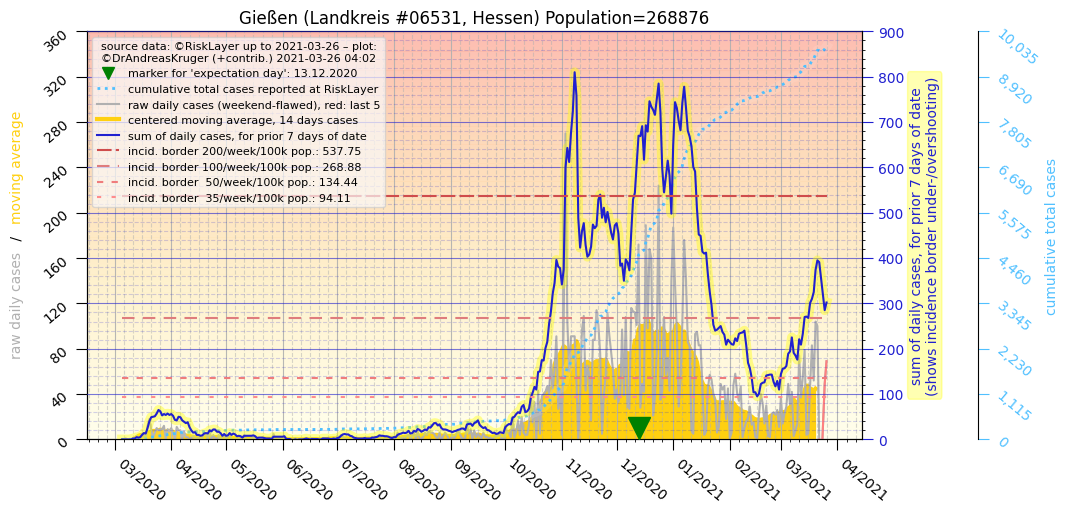 Gießen (Landkreis #06531, Hessen) Population=268876
source data: ©RiskLayer up to 2021-03-26 – plot:
©DrAndreasKruger (+contrib.) 2021-03-26 04:02
marker for 'expectation day': 13.12.2020
cumulative total cases reported at RiskLayer
raw daily cases (weekend-flawed), red: last 5
centered moving average, 14 days cases
sum of daily cases, for prior 7 days of date
incid. border 200/week/100k pop.: 537.75
incid. border 100/week/100k pop.: 268.88
incid. border  50/week/100k pop.: 134.44
incid. border  35/week/100k pop.: 94.11
raw daily cases / moving average
360
320
280
240
200
160
120
80
40
0
03/2020
04/2020
05/2020
06/2020
07/2020
08/2020
09/2020
10/2020
11/2020
12/2020
01/2021
02/2021
03/2021
04/2021
900
800
700
600
500
400
300
200
100
0
sum of daily cases, for prior 7 days of date
(shows incidence border under-/overshooting)
10,035
8,920
7,805
6,690
5,575
4,460
3,345
2,230
1,115
0
cumulative total cases